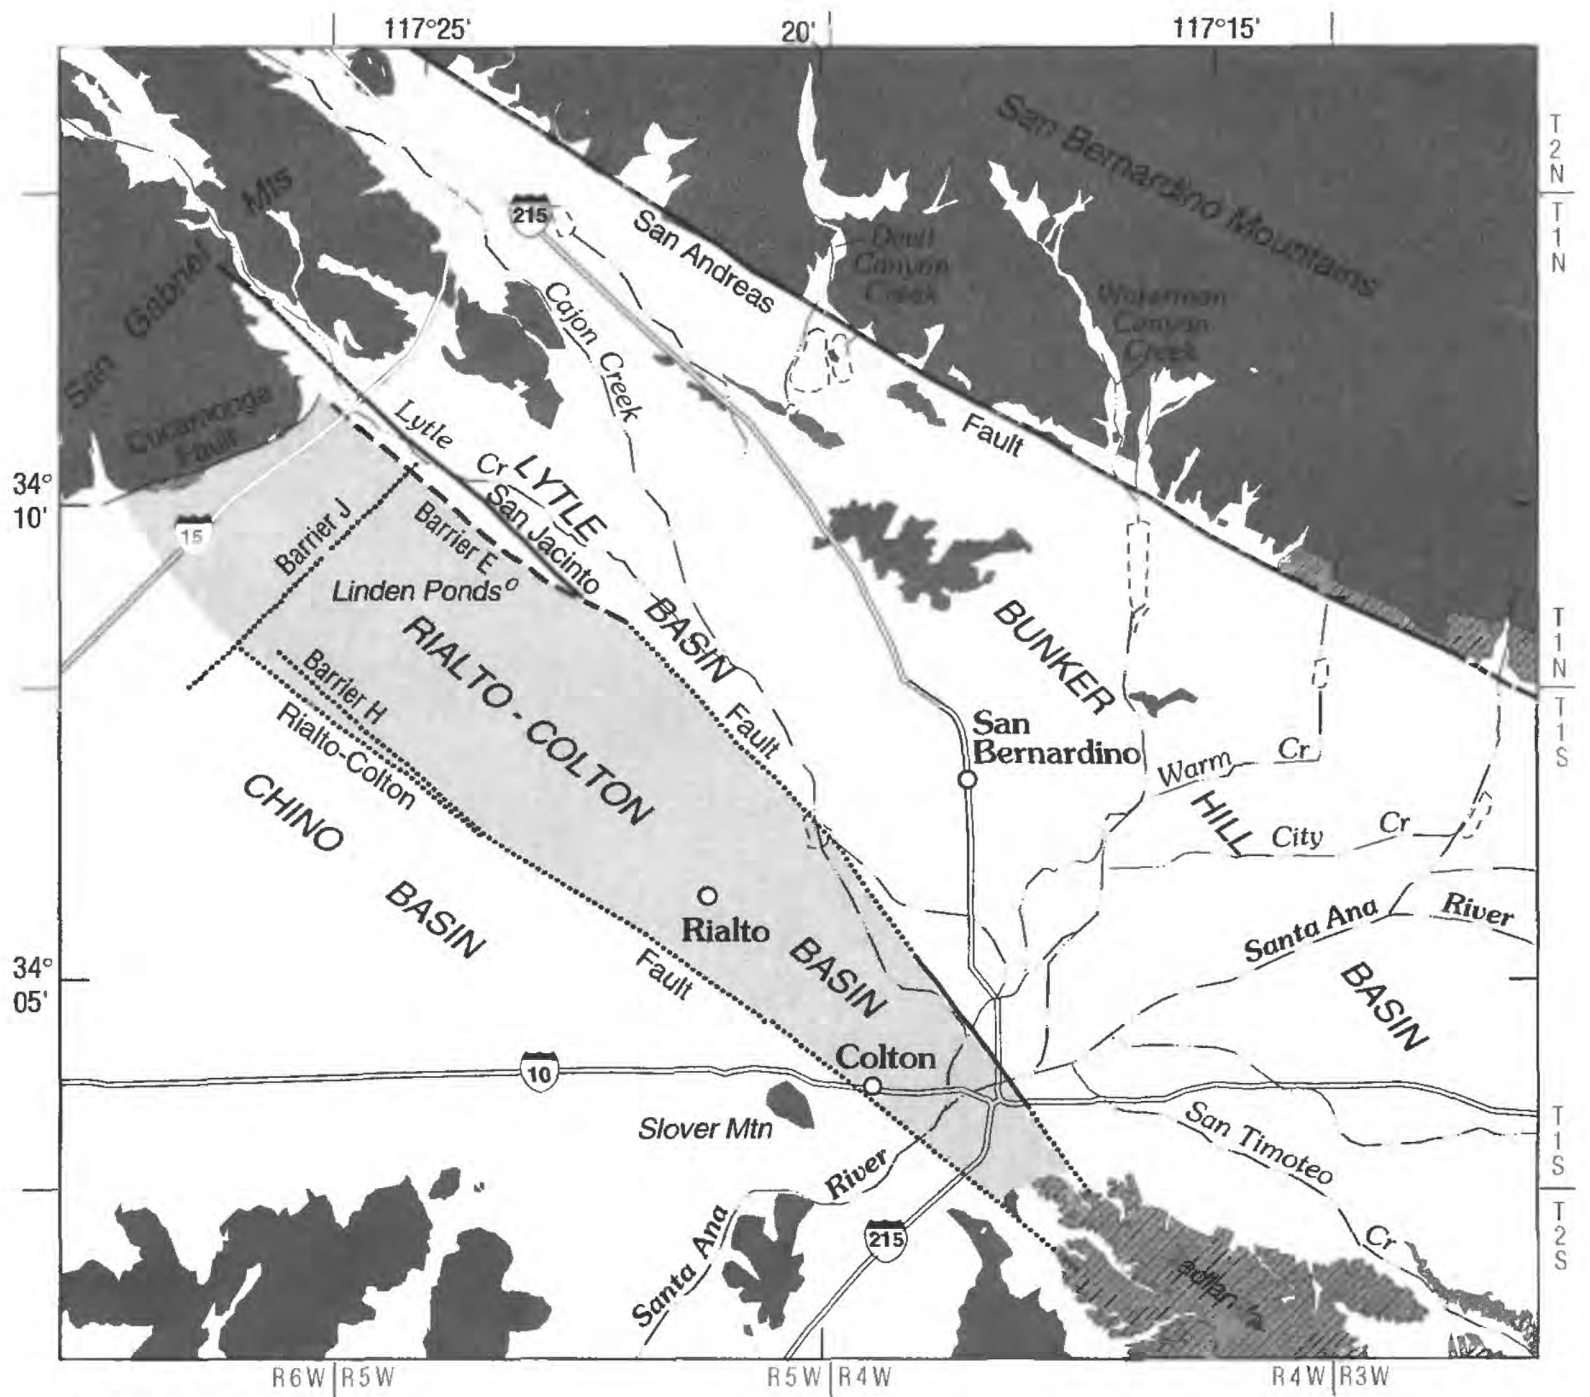 117°25'
20'
117°15'
T
2
N
T
1
N
San Bernardino Mountains
Mts
215
San Andreas
Devil
Canyon
Creek
San Gabriel
Cajon Creek
Waterman
Canyon
Creek
Cucamonga
Fault
Lytle
Cr
Fault
34°
10'
LYTLE
San Jacinto
15
Barrier J
Barrier E
Linden Ponds
BASIN
BUNKER
T
1
N
T
1
S
RIALTO - COLTON
Barrier H
Rialto-Colton
Fault
San
Bernardino
Warm Cr
HILL
CHINO
City Cr
BASIN
Rialto
BASIN
Santa Ana River
Fault
34°
05'
BASIN
Colton
10
Slover Mtn
San Timoteo
Cr
T
1
S
T
2
S
Santa Ana River
215
R6W R5W
R5W R4W
R4W R3W